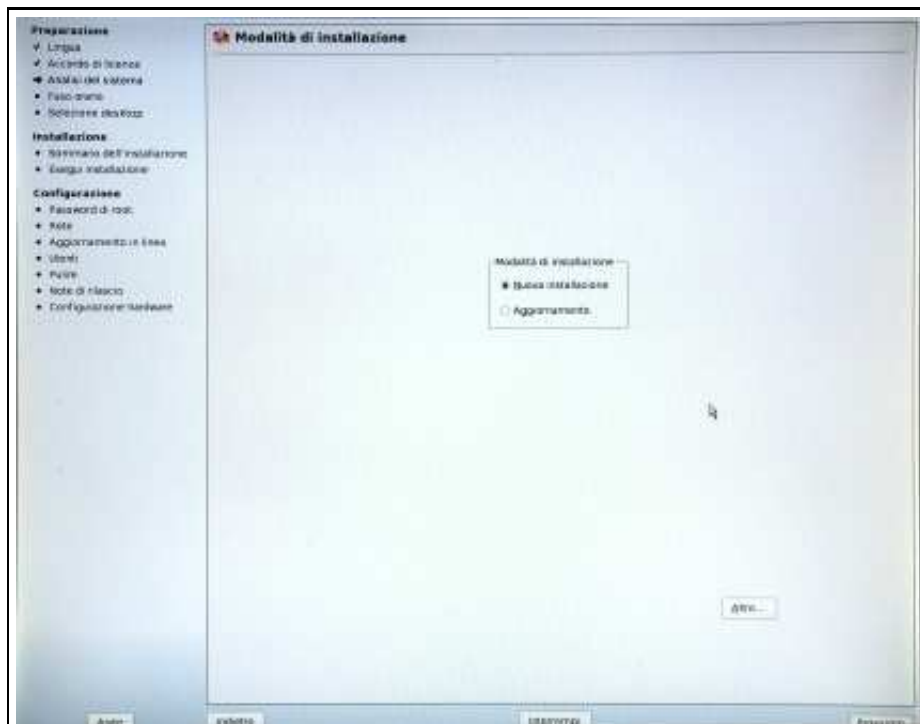 Preparazione
Lingua
Accordo di licenza
Analisi del sistema
Fuso orario
Selezione desktop
Installazione
Sommario dell'installazione
Esegui installazione
Configurazione
Password di root
Rete
Aggiornamento in linea
Utenti
Pulire
Note di rilascio
Configurazione hardware
Modalità di installazione
Modalità di installazione
Nuova installazione
Aggiornamento
Altro...
Aiuto
Indietro
Interrompi